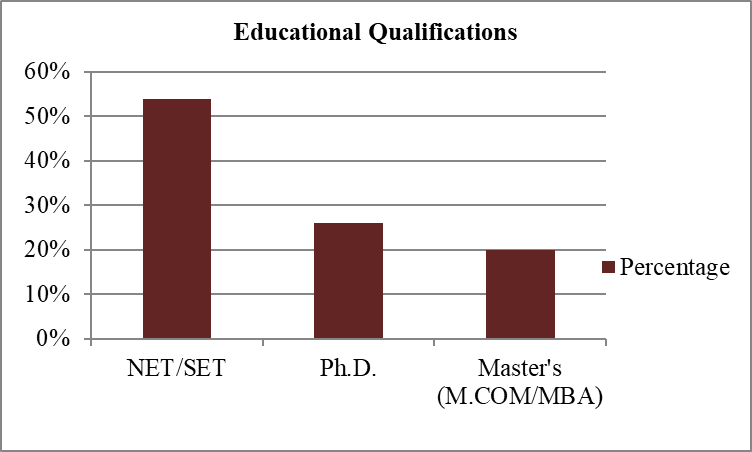 Educational Qualifications
60%
50%
40%
30%
20%
10%
0%
NET/SET
Ph.D.
Master's
(M.COM/MBA)
Percentage